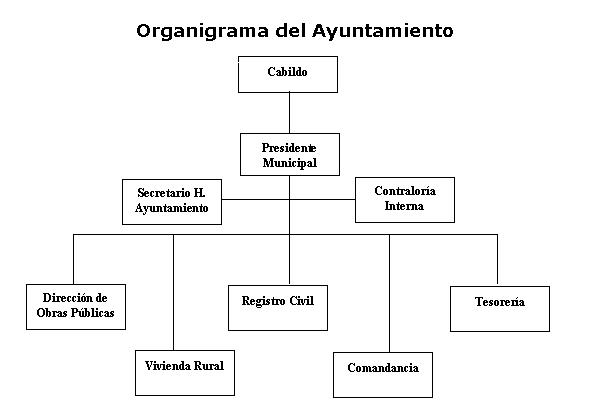 Organigrama del Ayuntamiento
Cabildo
Presidente
Municipal
Secretario H.
Ayuntamiento
Contraloría
Interna
Dirección de
Obras Públicas
Registro Civil
Tesorería
Vivienda Rural
Comandancia